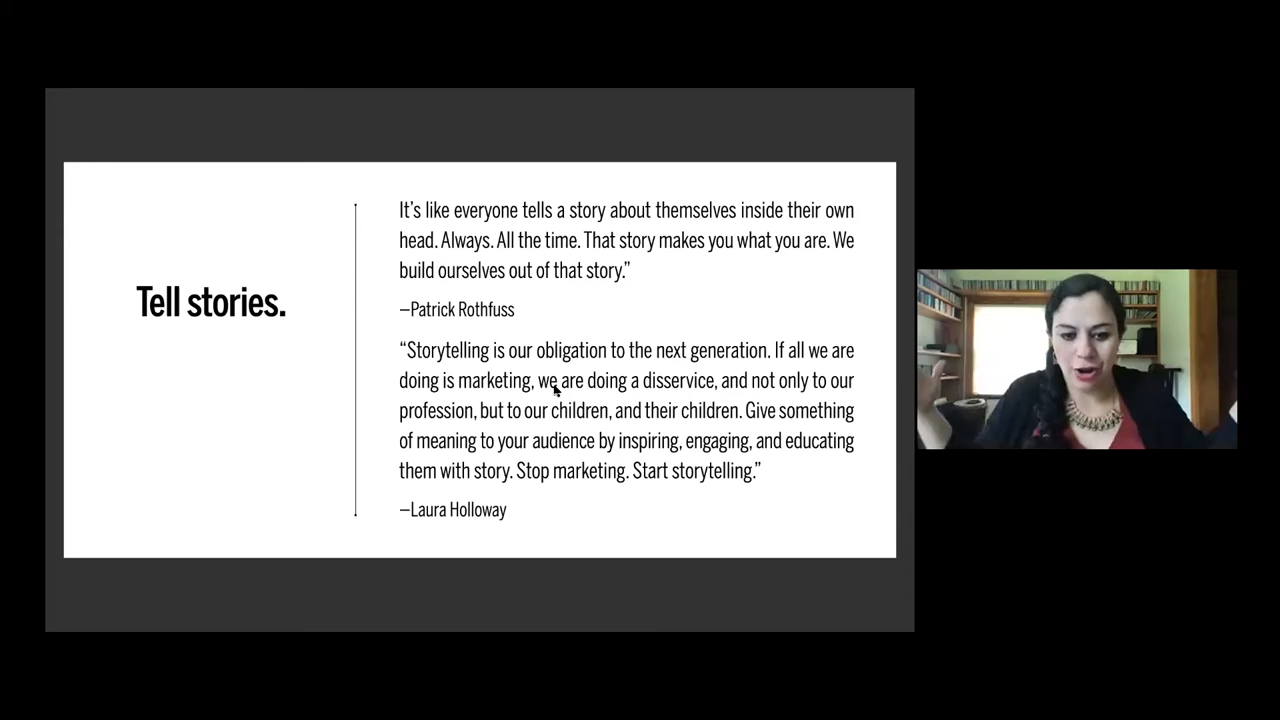 Tell stories.
It's like everyone tells a story about themselves inside their own
head. Always. All the time. That story makes you what you are. We
build ourselves out of that story.”
—Patrick Rothfuss
“Storytelling is our obligation to the next generation. If all we are
doing is marketing, we are doing a disservice, and not only to our
profession, but to our children, and their children. Give something
of meaning to your audience by inspiring, engaging, and educating
them with story. Stop marketing. Start storytelling.”
—Laura Holloway